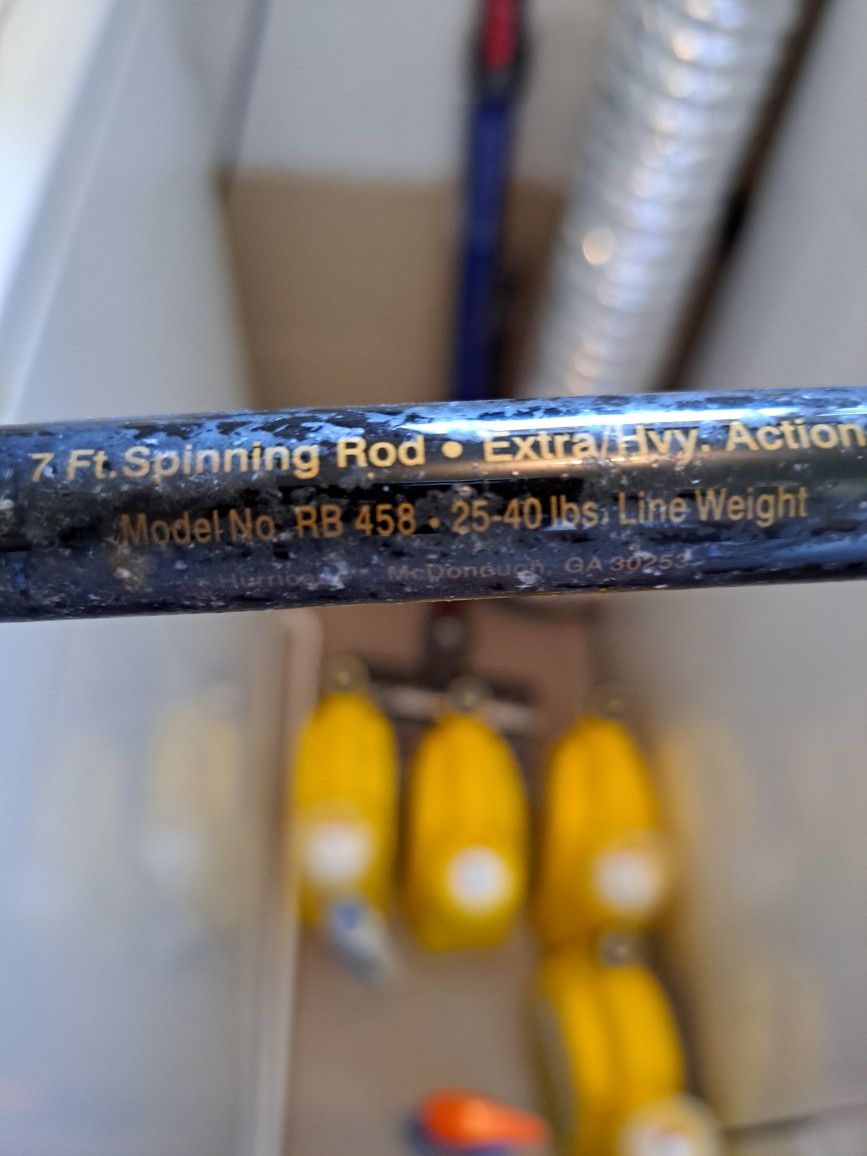 7 Ft. Spinning Rod • Extra/Hvy. Action
Model No. RB 458 • 25-40 lbs. Line Weight
McDonough, GA 30253